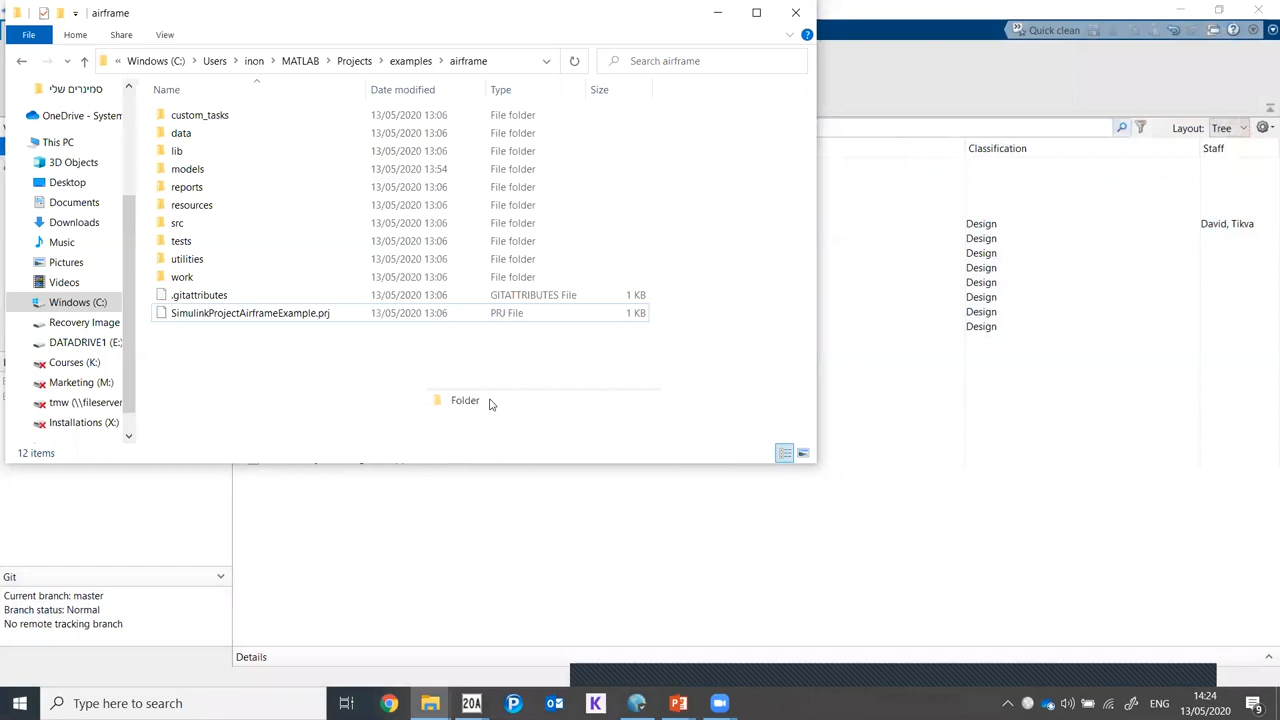 airframe
File Home Share View
« Windows (C:) Users inon MATLAB Projects examples airframe
Search airframe
Quick clean
Layout: Tree
Name Date modified Type Size
Classification Staff
סמינרים שלי
OneDrive - System
This PC
3D Objects
Desktop
Documents
Downloads
Music
Pictures
Videos
Windows (C:)
Recovery Image
DATADRIVE1 (E:
Courses (K:)
Marketing (M:)
tmw (\\fileserver
Installations (X:)
custom_tasks 13/05/2020 13:06 File folder
data 13/05/2020 13:06 File folder
lib 13/05/2020 13:06 File folder
models 13/05/2020 13:54 File folder
reports 13/05/2020 13:06 File folder
resources 13/05/2020 13:06 File folder
src 13/05/2020 13:06 File folder
tests 13/05/2020 13:06 File folder
utilities 13/05/2020 13:06 File folder
work 13/05/2020 13:06 File folder
.gitattributes 13/05/2020 13:06 GITATTRIBUTES File 1 KB
SimulinkProjectAirframeExample.prj 13/05/2020 13:06 PRJ File 1 KB
Folder
12 items
Design David, Tikva
Design
Design
Design
Design
Design
Design
Design
Git
Current branch: master
Branch status: Normal
No remote tracking branch
Details
Type here to search
20A
ENG
14:24
13/05/2020
9